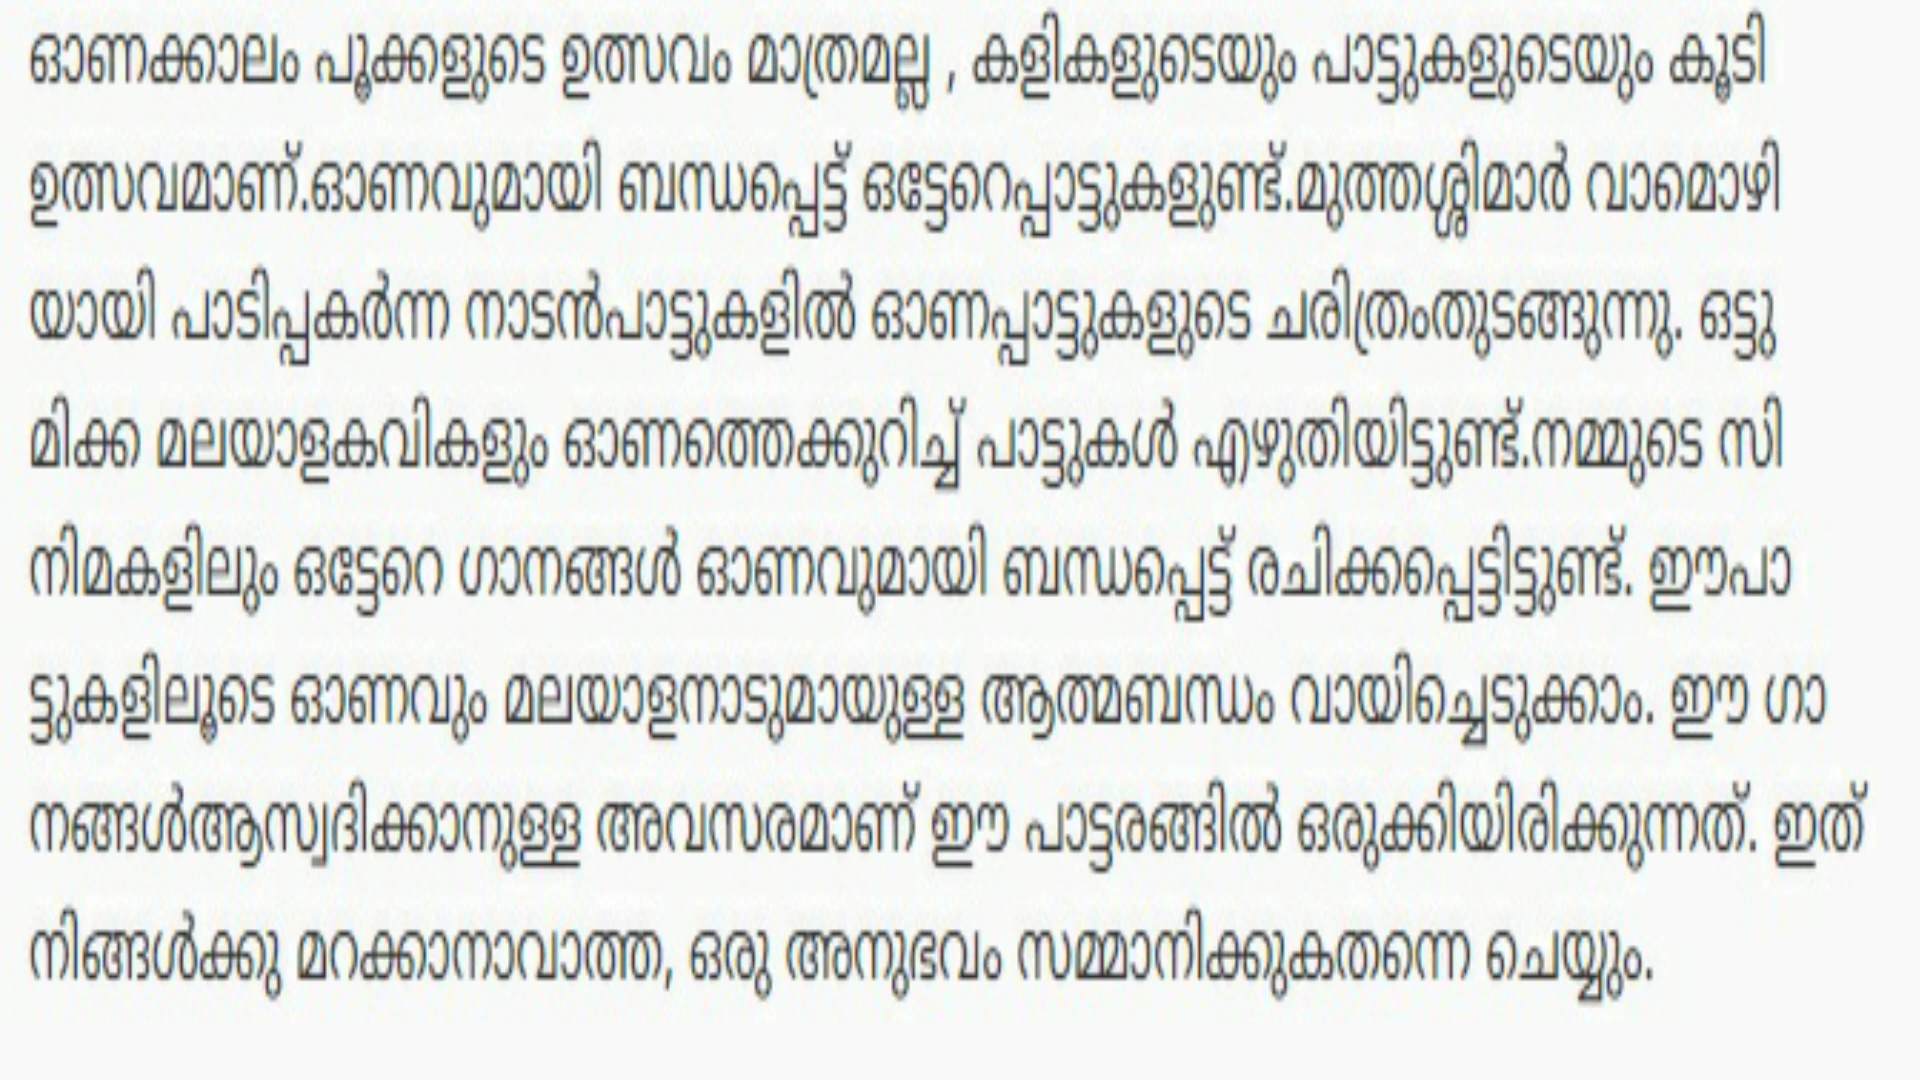 ഓണക്കാലം പൂക്കളുടെ ഉത്സവം മാത്രമല്ല , കളികളുടെയും പാട്ടുകളുടെയും കൂടി
ഉത്സവമാണ്.ഓണവുമായി ബന്ധപ്പെട്ട് ഒട്ടേറെപ്പാട്ടുകളുണ്ട്.മുത്തശ്ശിമാർ വാമൊഴി
യായി പാടിപ്പകർന്ന നാടൻപാട്ടുകളിൽ ഓണപ്പാട്ടുകളുടെ ചരിത്രംതുടങ്ങുന്നു. ഒട്ടു
മിക്ക മലയാളകവികളും ഓണത്തെക്കുറിച്ച് പാട്ടുകൾ എഴുതിയിട്ടുണ്ട്.നമ്മുടെ സി
നിമകളിലും ഒട്ടേറെ ഗാനങ്ങൾ ഓണവുമായി ബന്ധപ്പെട്ട് രചിക്കപ്പെട്ടിട്ടുണ്ട്. ഈപാ
ട്ടുകളിലൂടെ ഓണവും മലയാളനാടുമായുള്ള ആത്മബന്ധം വായിച്ചെടുക്കാം. ഈ ഗാ
നങ്ങൾആസ്വദിക്കാനുള്ള അവസരമാണ് ഈ പാട്ടരങ്ങിൽ ഒരുക്കിയിരിക്കുന്നത്. ഇത്
നിങ്ങൾക്കു മറക്കാനാവാത്ത, ഒരു അനുഭവം സമ്മാനിക്കുകതന്നെ ചെയ്യും.